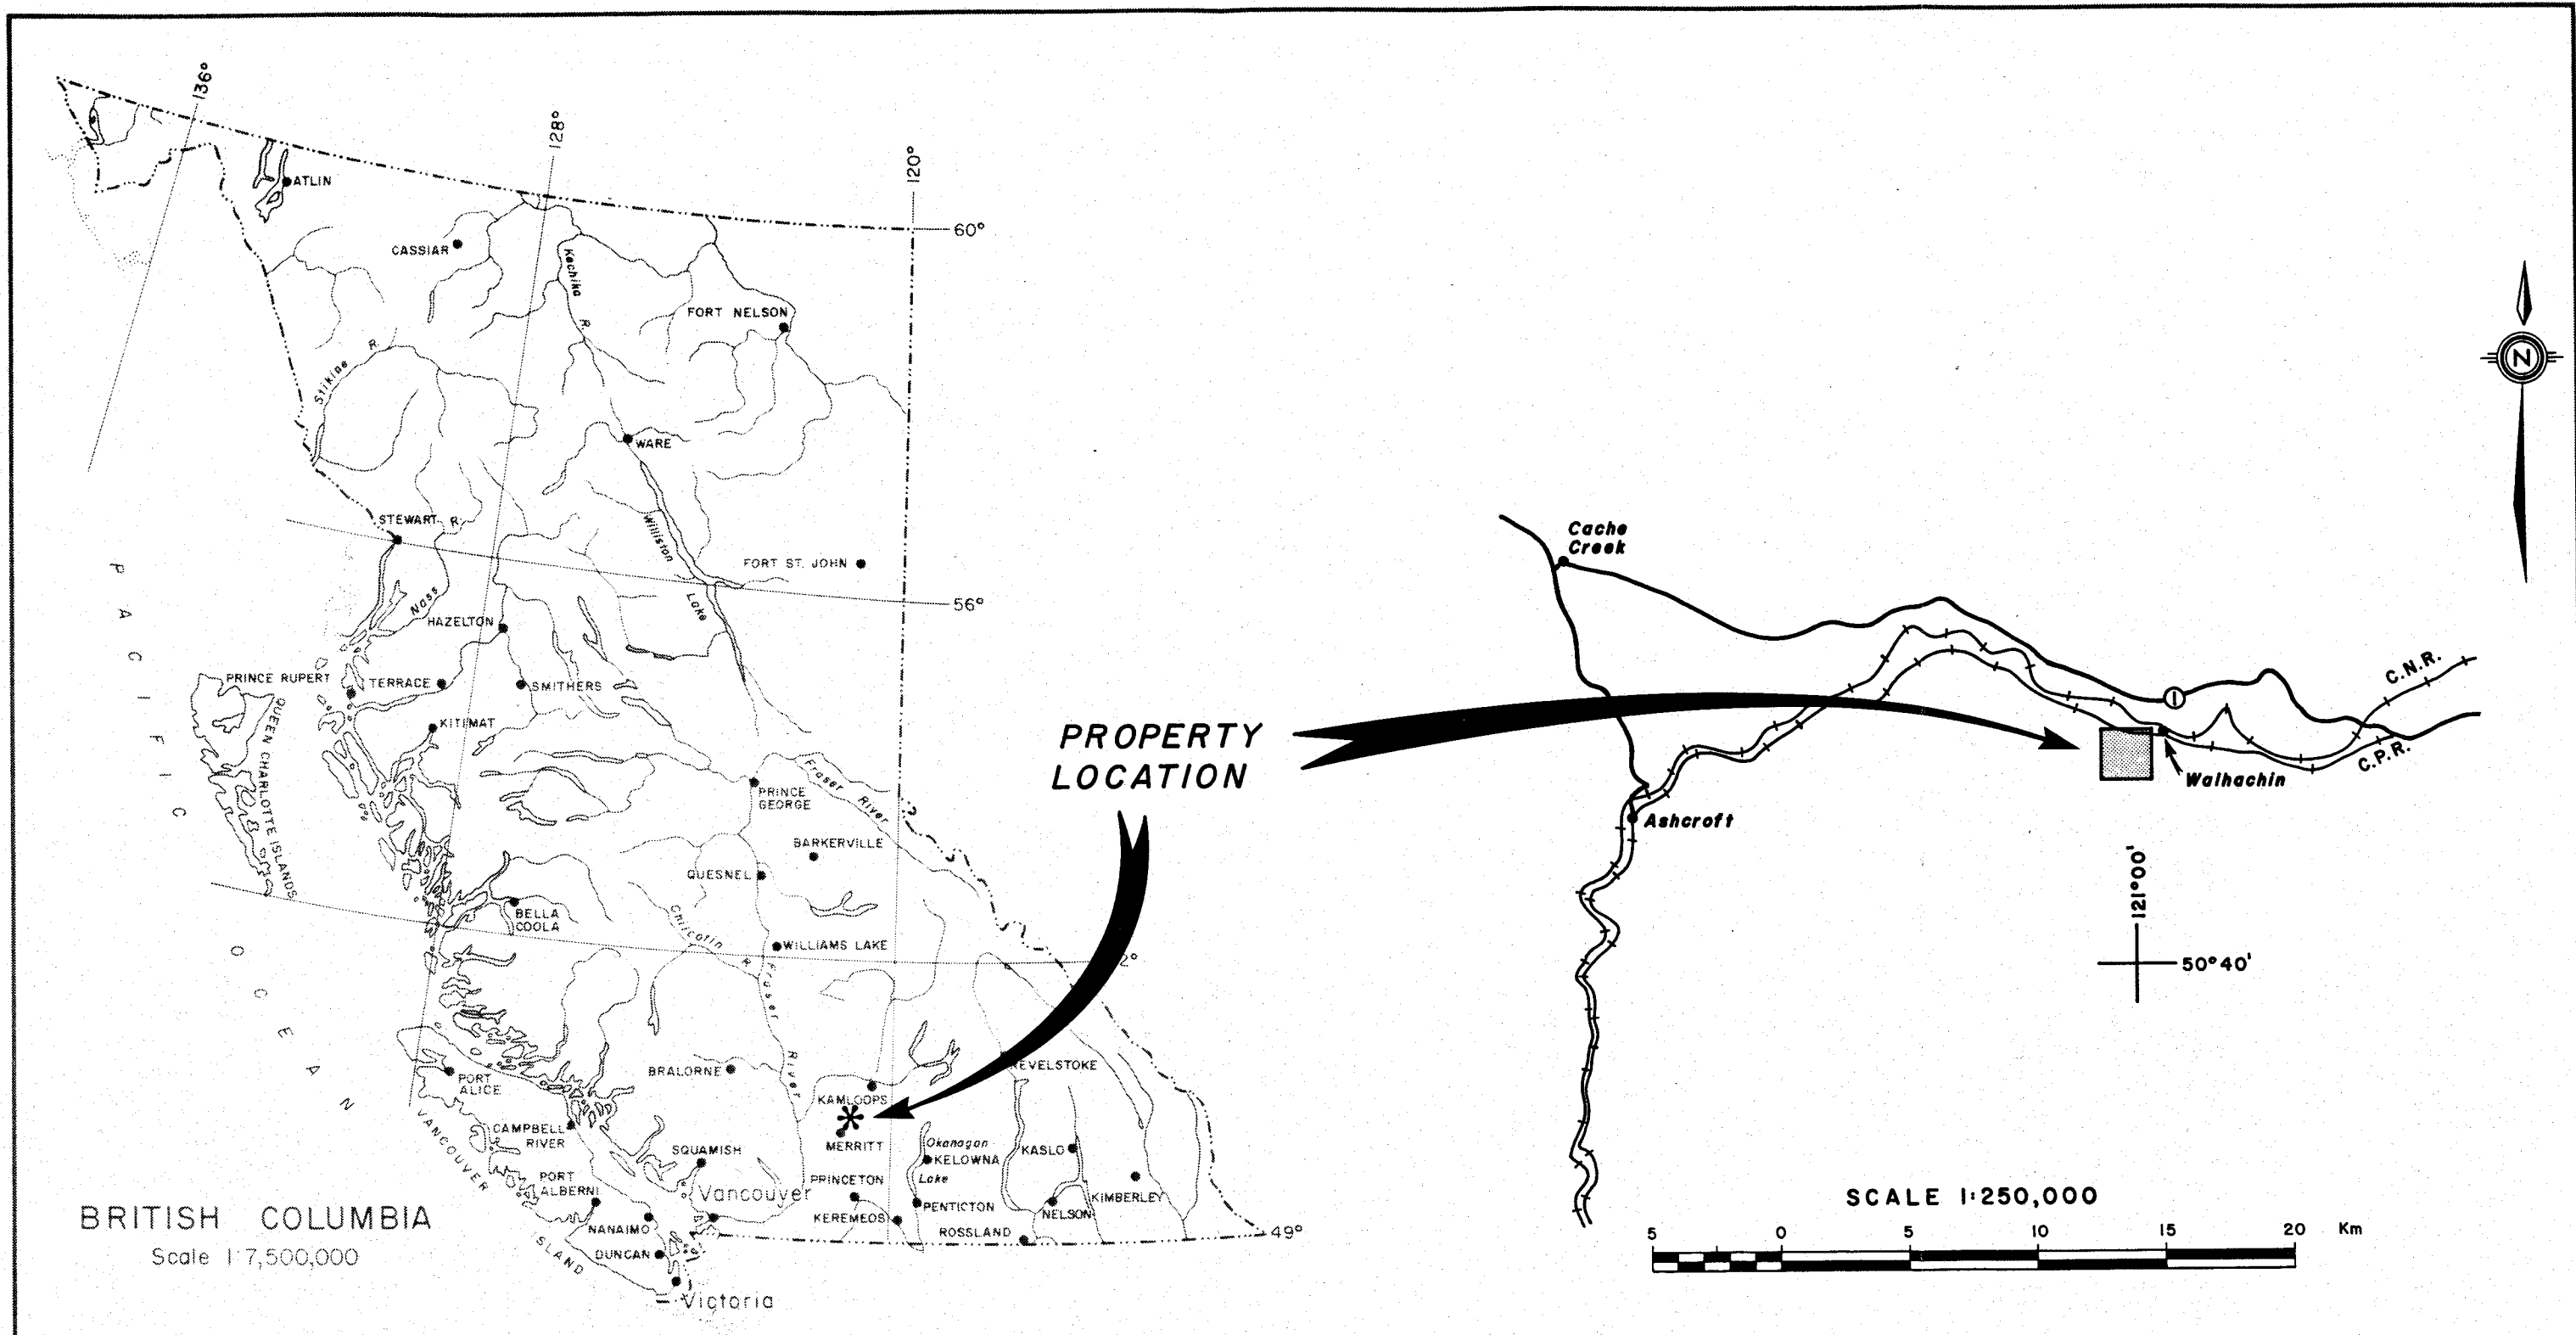 136°
128°
120°
ATLIN
60°
CASSIAR
Kechika
R.
FORT NELSON
Stikine R.
WARE
STEWART
R.
Williston
Lake
FORT ST. JOHN
56°
Nass
HAZELTON
PRINCE RUPERT
TERRACE
SMITHERS
KITIMAT
QUEEN CHARLOTTE ISLANDS
PACIFIC
OCEAN
PRINCE
GEORGE
Fraser River
BARKERVILLE
QUESNEL
BELLA
COOLA
Chilcotin
R.
WILLIAMS LAKE
2°
Fraser
River
BRALORNE
EVELSTOKE
PORT
ALICE
KAMLOOPS
VANCOUVER
ISLAND
CAMPBELL
RIVER
MERRITT
Okanagan
Lake
KELOWNA
KASLO
SQUAMISH
PORT
ALBERNI
Vancouver
PRINCETON
PENTICTON
KIMBERLEY
NELSON
KEREMEOS
NANAIMO
ROSSLAND
49°
DUNCAN
Victoria
BRITISH COLUMBIA
Scale 1:7,500,000
PROPERTY
LOCATION
N
Cache
Creek
1
C.N.R.
C.P.R.
Walhachin
Ashcroft
121°00'
50°40'
SCALE 1:250,000
5 0 5 10 15 20 Km